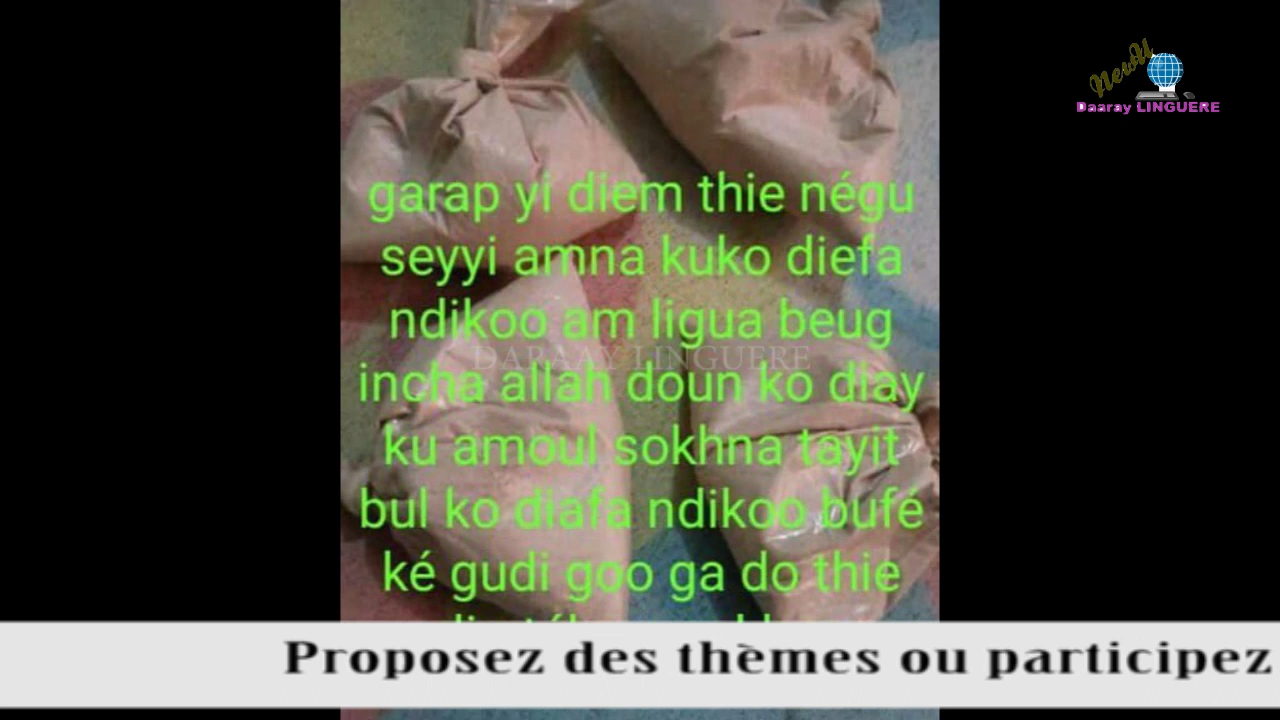 NewU
Daaray LINGUERE
garap yi diem thie négu
seyyi amna kuko diefa
ndikoo am ligua beug
DARAAY LINGUERE
incha allah doun ko diay
ku amoul sokhna tayit
bul ko diafa ndikoo bufé
ké gudi goo ga do thie
Proposez des thèmes ou participez